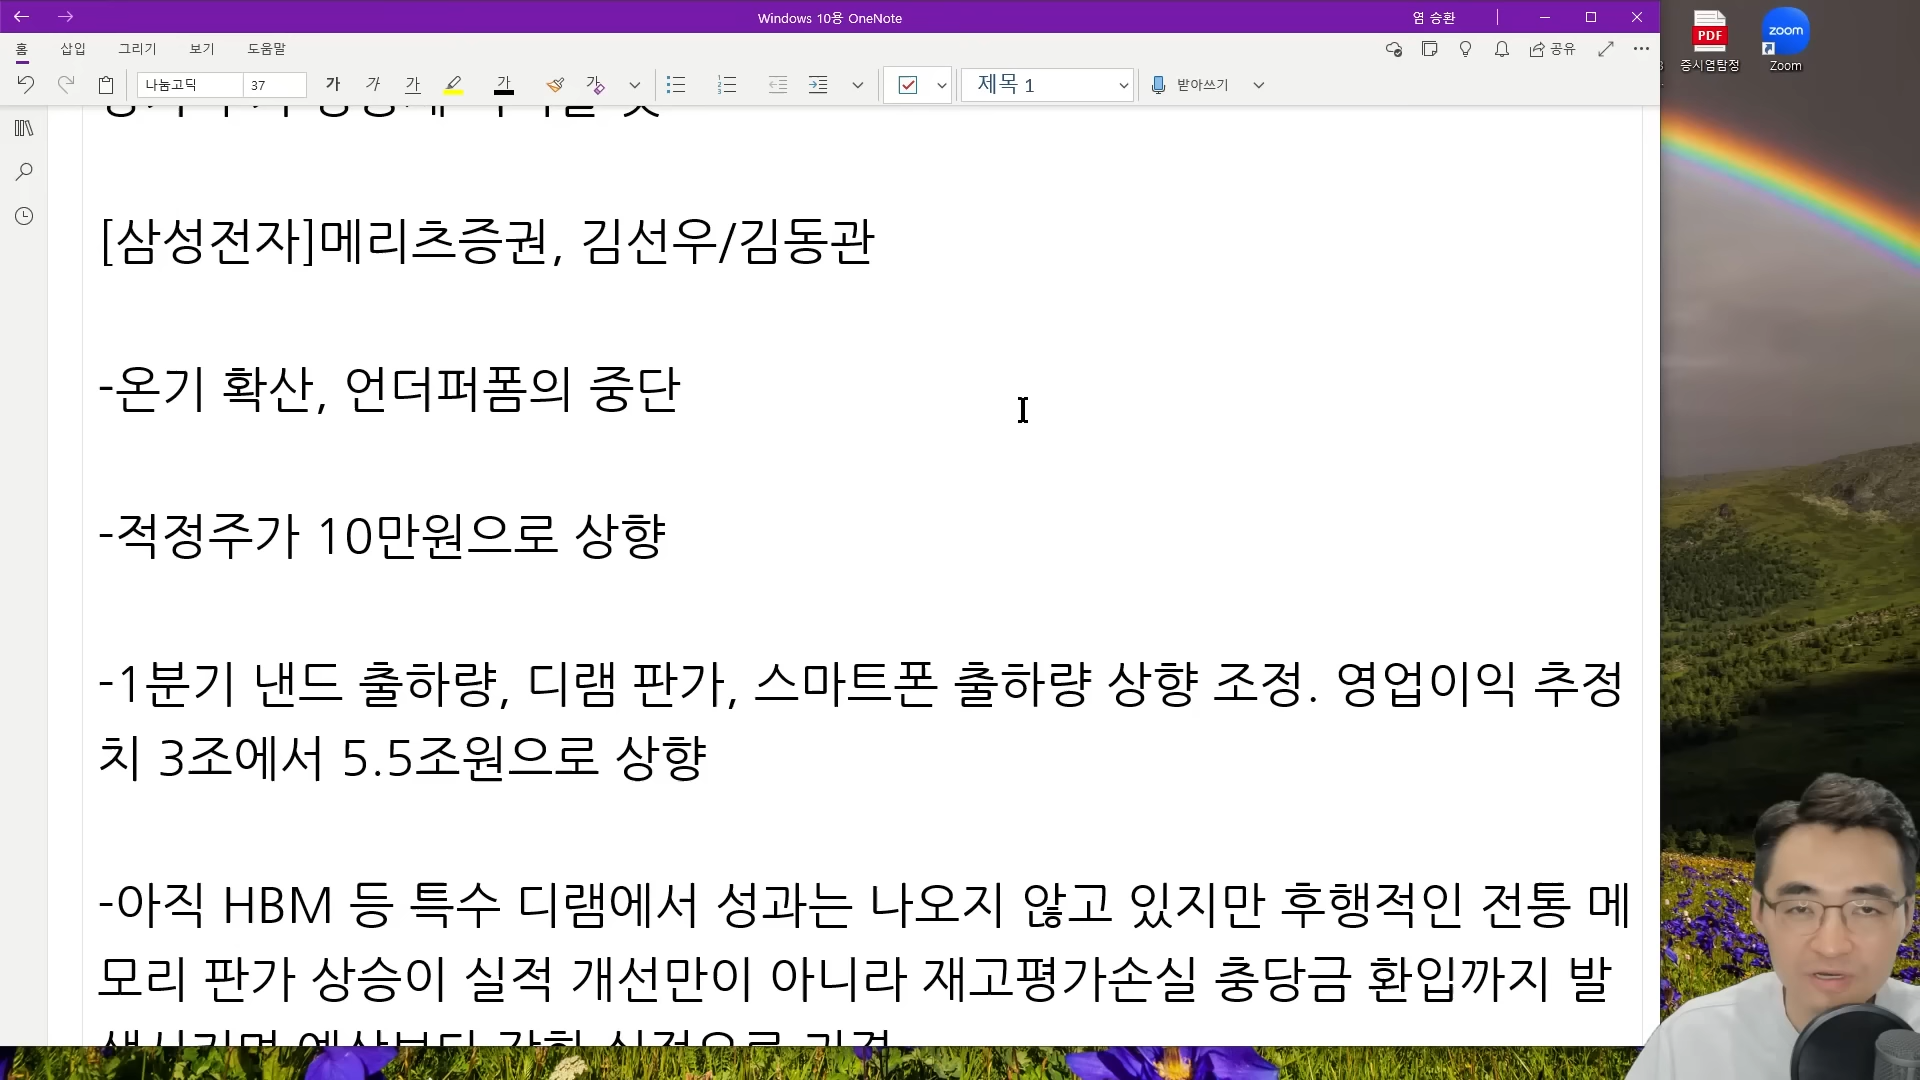 Windows 10용 OneNote
염 승환
홈 삽입 그리기 보기 도움말
공유
나눔고딕 37 가 가 가 가
제목 1
받아쓰기
PDF
증시염탐정
zoom
Zoom
[삼성전자]메리츠증권, 김선우/김동관
-온기 확산, 언더퍼폼의 중단
-적정주가 10만원으로 상향
-1분기 낸드 출하량, 디램 판가, 스마트폰 출하량 상향 조정. 영업이익 추정
치 3조에서 5.5조원으로 상향
-아직 HBM 등 특수 디램에서 성과는 나오지 않고 있지만 후행적인 전통 메
모리 판가 상승이 실적 개선만이 아니라 재고평가손실 충당금 환입까지 발